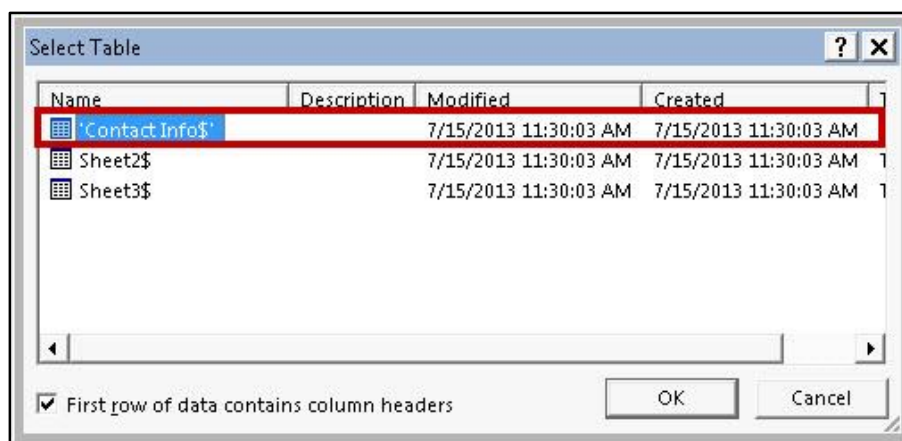 Select Table
Name Description Modified Created
'Contact Info$' 7/15/2013 11:30:03 AM 7/15/2013 11:30:03 AM
Sheet2$ 7/15/2013 11:30:03 AM 7/15/2013 11:30:03 AM
Sheet3$ 7/15/2013 11:30:03 AM 7/15/2013 11:30:03 AM
First row of data contains column headers OK Cancel